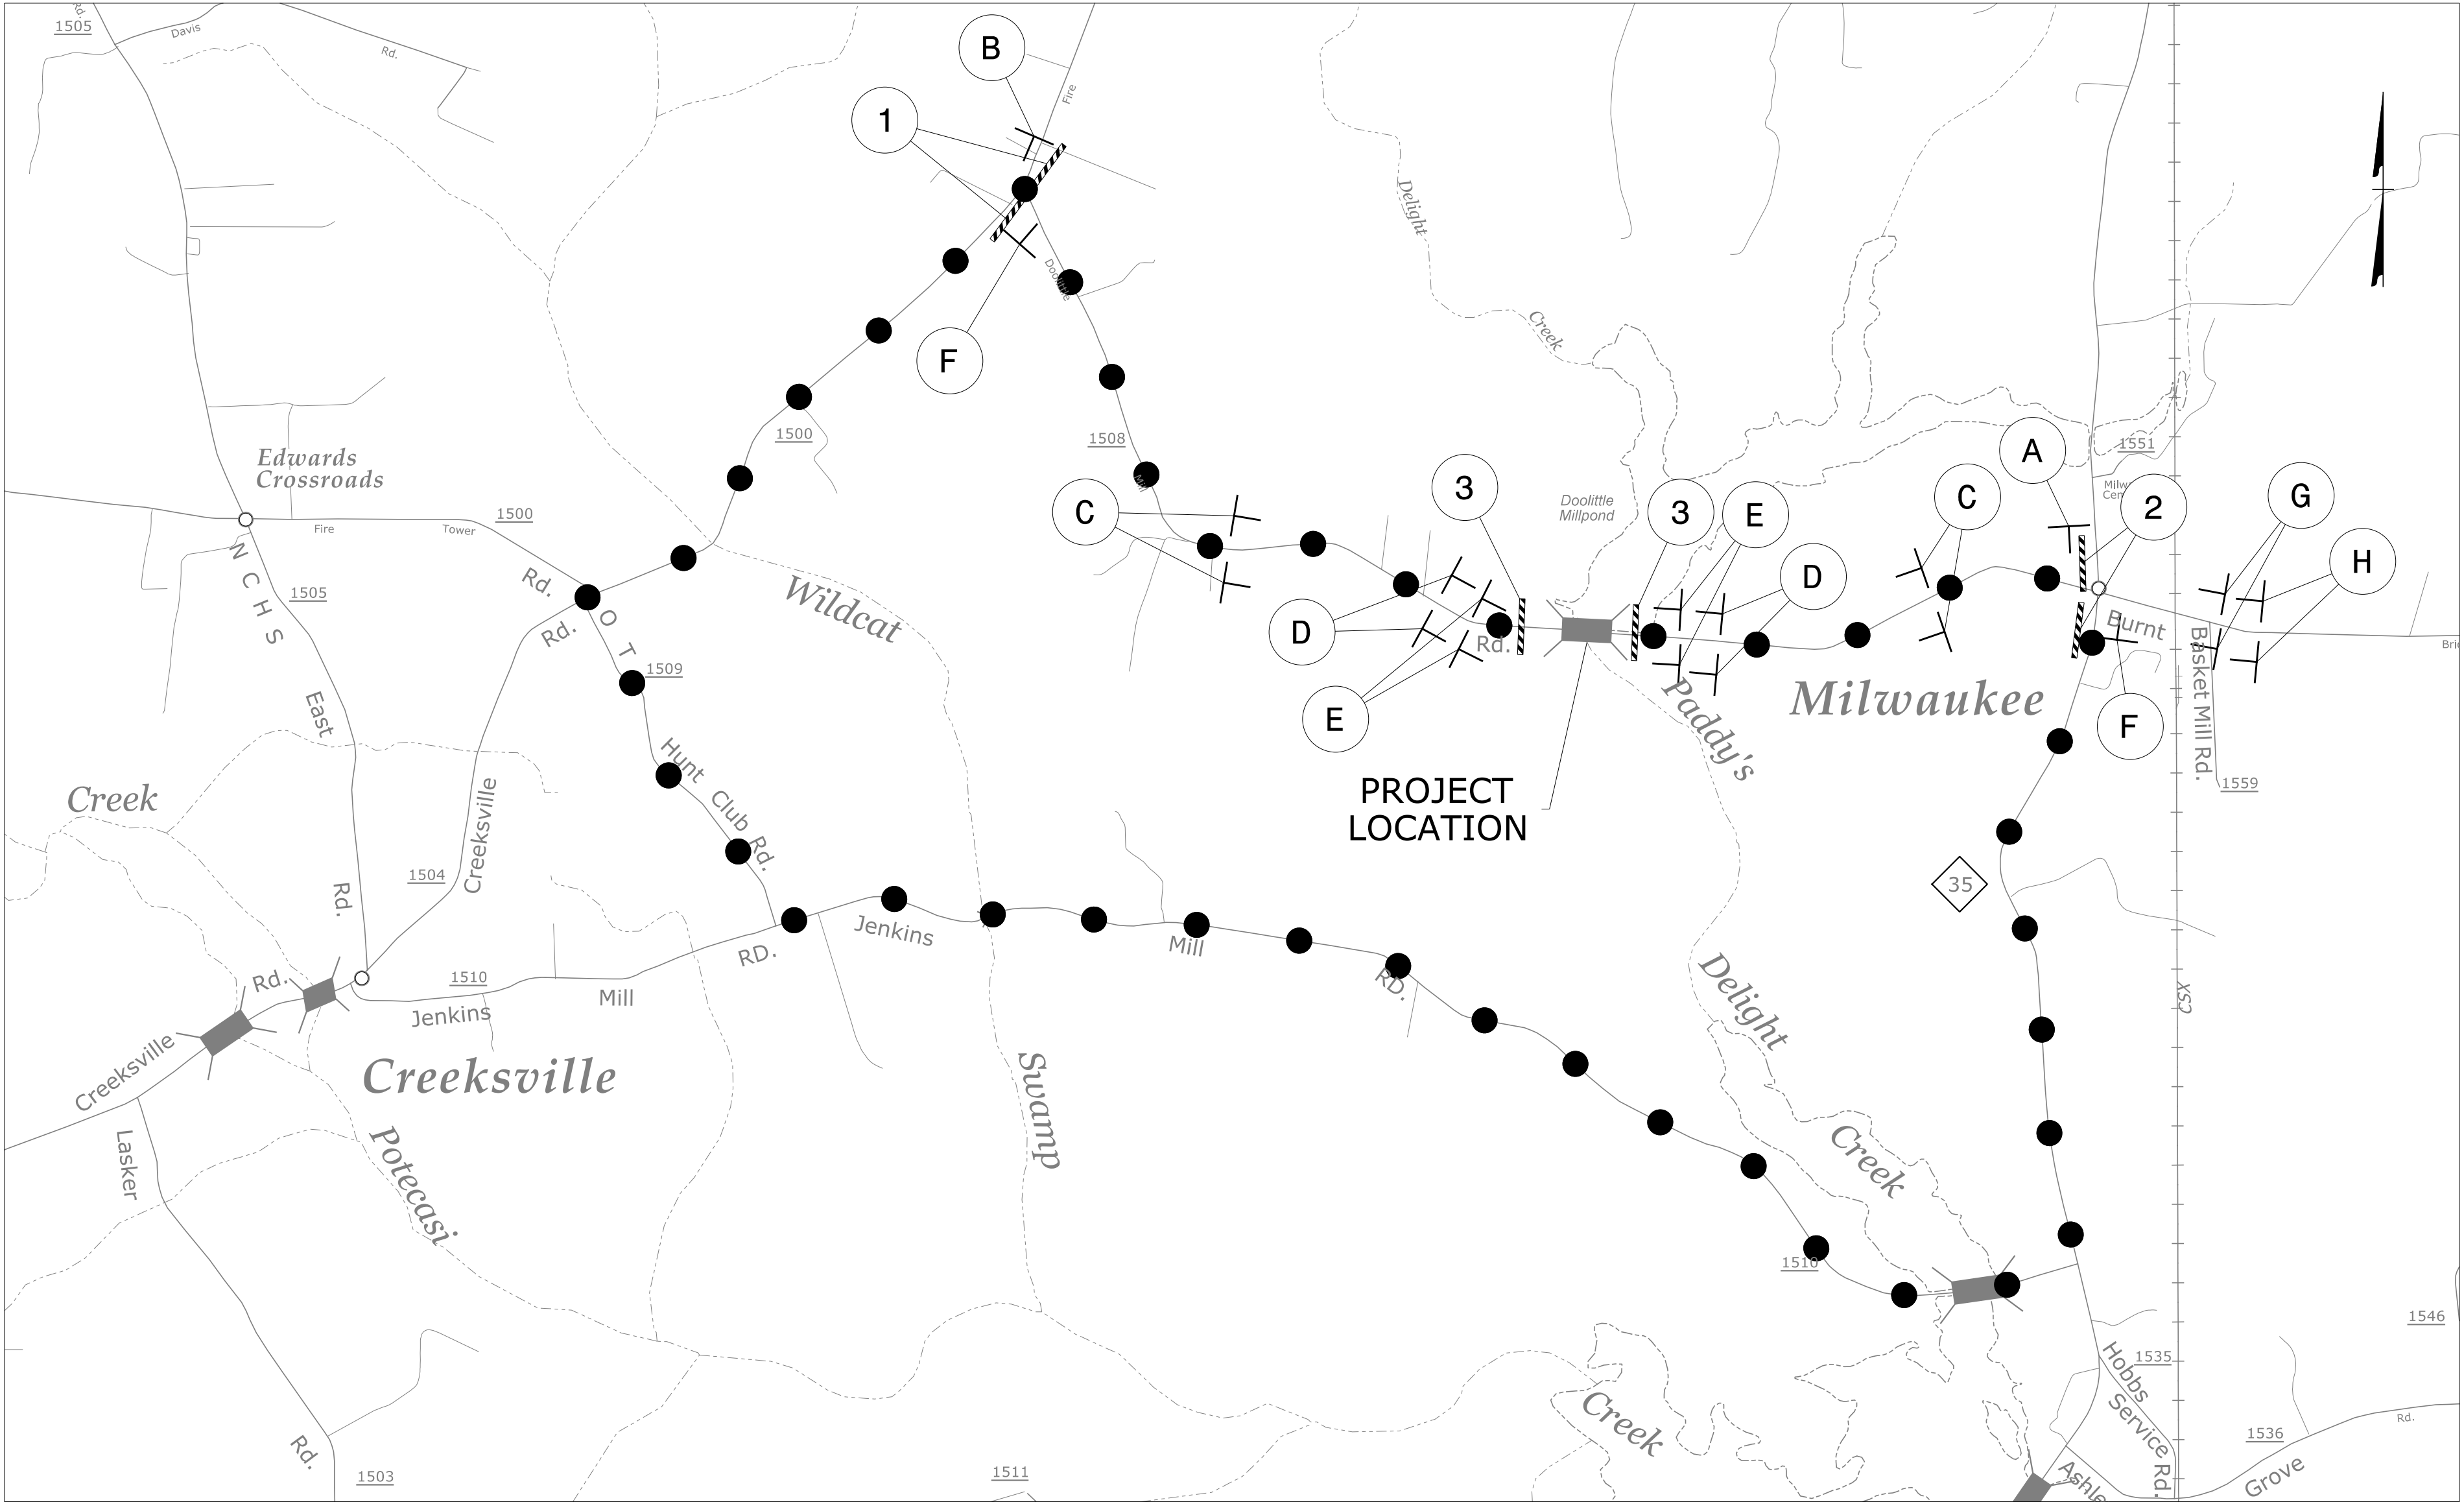 1505
Rd.
Davis
Rd.
B
1
Fire
F
Doolittle
Delight
Creek
1500
1508
Mill
Edwards
Crossroads
1500
Fire
Tower
Rd.
Rd.
N C H S
1505
East
Rd.
O T
1509
Hunt
Club
Rd.
Wildcat
Swamp
C
D
E
3
Rd.
Doolittle
Millpond
3
E
D
C
A
1551
2
G
H
F
Burnt
Basket Mill Rd.
1559
Milwaukee
Paddy's
Delight
Creek
PROJECT
LOCATION
35
CSX
Creek
1504
Creeksville
Rd.
1510
Jenkins
Mill
RD.
Jenkins
Mill
RD.
Creeksville
Creeksville
Lasker
Rd.
1503
Potecasi
1511
Creek
1510
1546
1535
Hobbs
Service Rd.
1536
Grove
Rd.